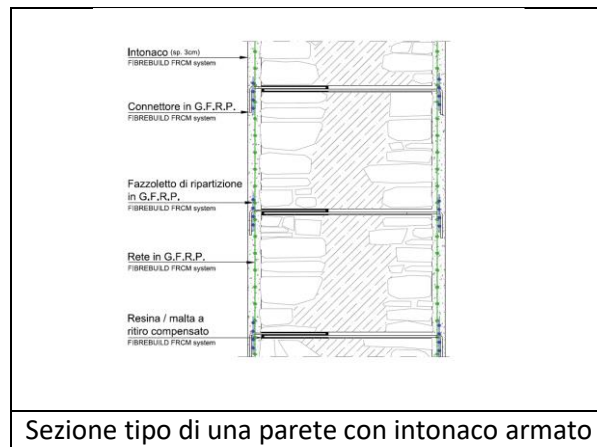 Intonaco (sp. 3cm)
FIBREBUILD FRCM system
Connettore in G.F.R.P.
FIBREBUILD FRCM system
Fazzoletto di ripartizione
in G.F.R.P.
FIBREBUILD FRCM system
Rete in G.F.R.P.
FIBREBUILD FRCM system
Resina / malta a
ritiro compensato
FIBREBUILD FRCM system
Sezione tipo di una parete con intonaco armato